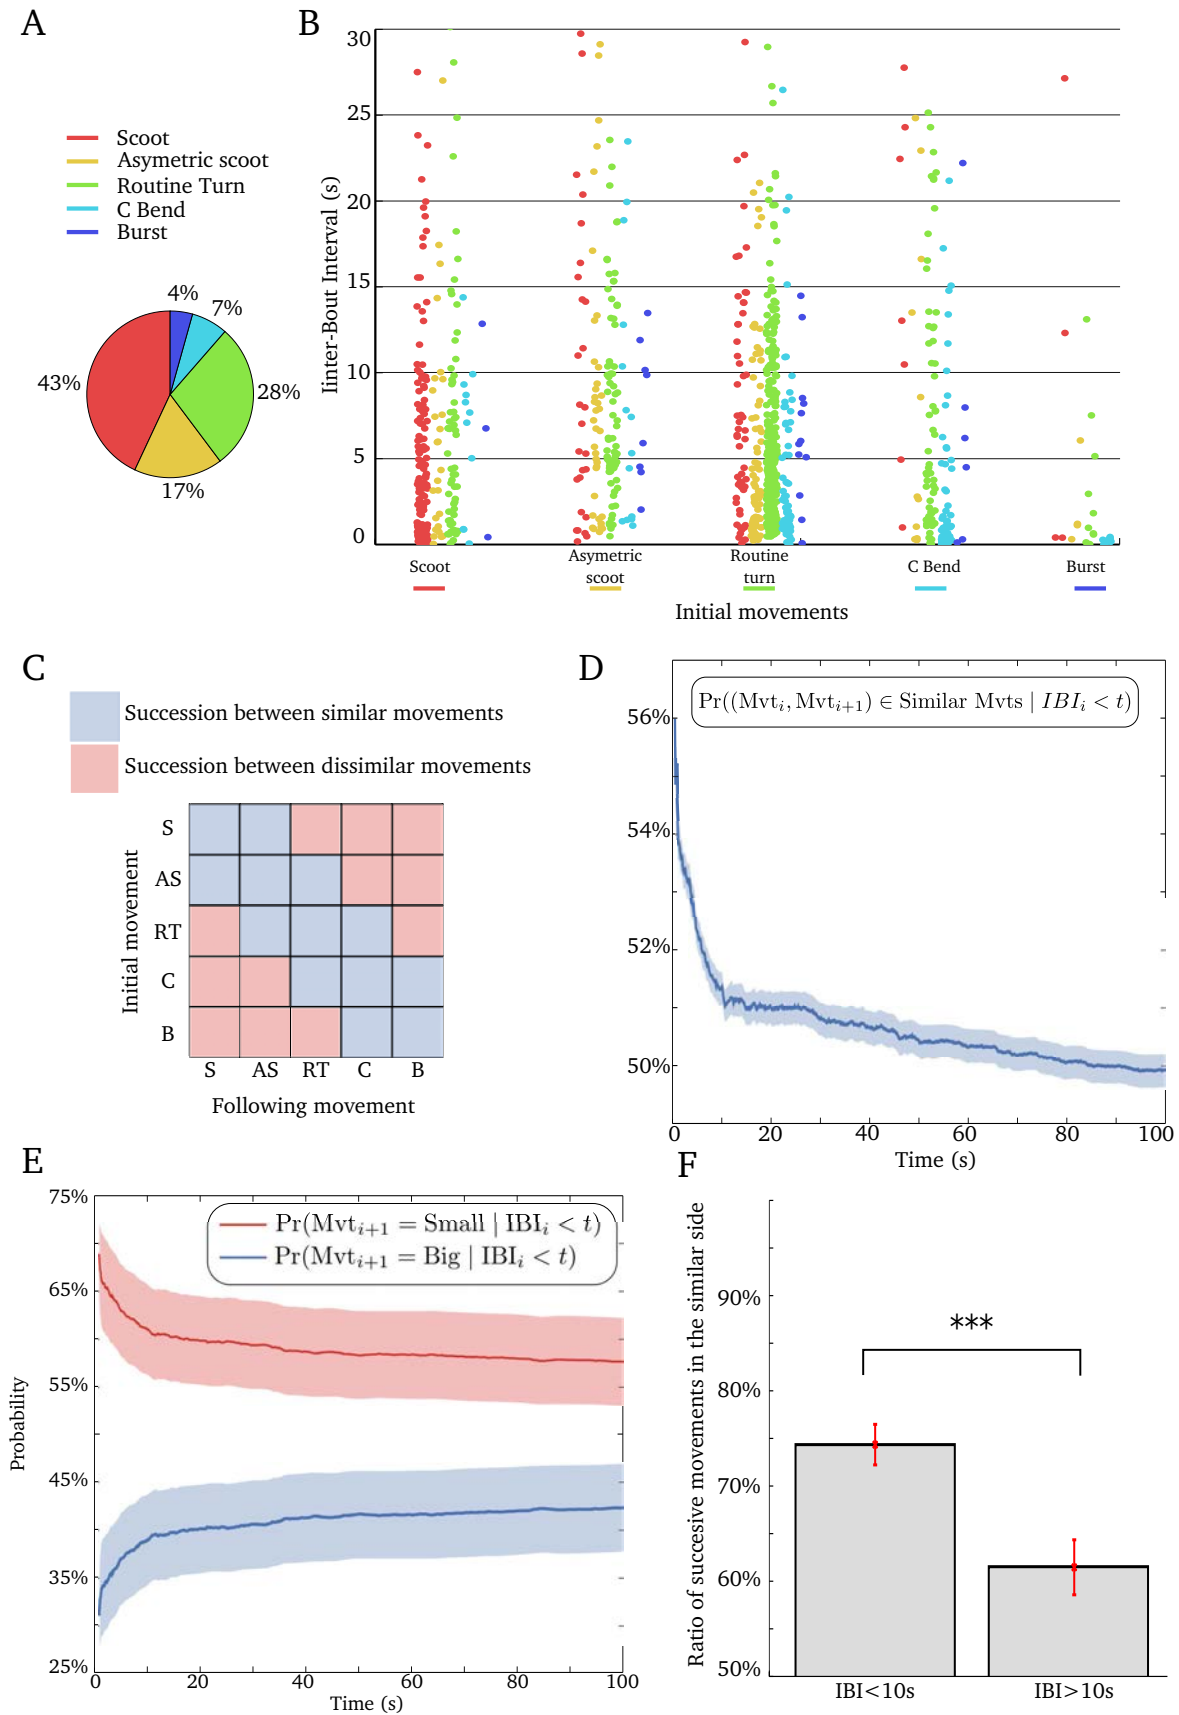 A
Scoot
Asymetric scoot
Routine Turn
C Bend
Burst
4%
7%
43%
28%
17%
B
Iinter-Bout Interval (s)
30
25
20
15
10
5
0
Scoot
Asymetric
scoot
Routine
turn
C Bend
Burst
Initial movements
C
Succession between similar movements
Succession between dissimilar movements
Initial movement
S
AS
RT
C
B
S AS RT C B
Following movement
D
Pr((Mvt_i, Mvt_{i+1}) ∈ Similar Mvts | IBI_i < t)
56%
54%
52%
50%
0 20 40 60 80 100
Time (s)
E
Pr(Mvt_{i+1} = Small | IBI_i < t)
Pr(Mvt_{i+1} = Big | IBI_i < t)
Probability
75%
65%
55%
45%
35%
25%
0 20 40 60 80 100
Time (s)
F
Ratio of succesive movements in the similar side
90%
80%
70%
60%
50%
***
IBI<10s IBI>10s